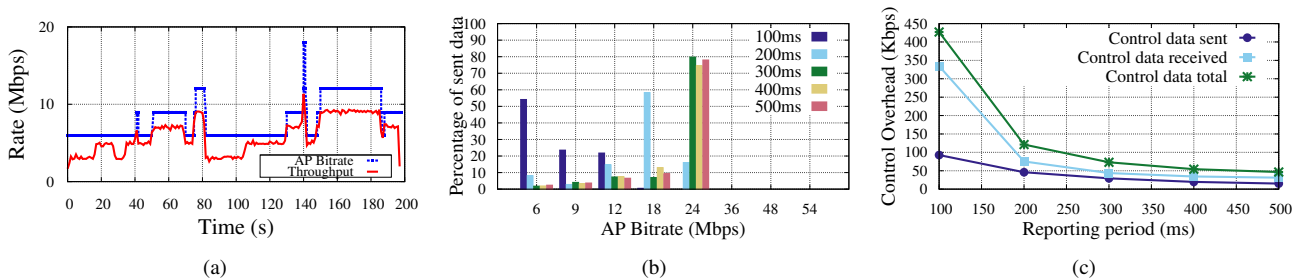 20
10
0
0 20 40 60 80 100 120 140 160 180 200
Rate (Mbps)
Time (s)
AP Bitrate
Throughput
(a)
100
90
80
70
60
50
40
30
20
10
0
6 9 12 18 24 36 48 54
Percentage of sent data
AP Bitrate (Mbps)
100ms
200ms
300ms
400ms
500ms
(b)
450
400
350
300
250
200
150
100
50
0
100 200 300 400 500
Control Overhead (Kbps)
Reporting period (ms)
Control data sent
Control data received
Control data total
(c)